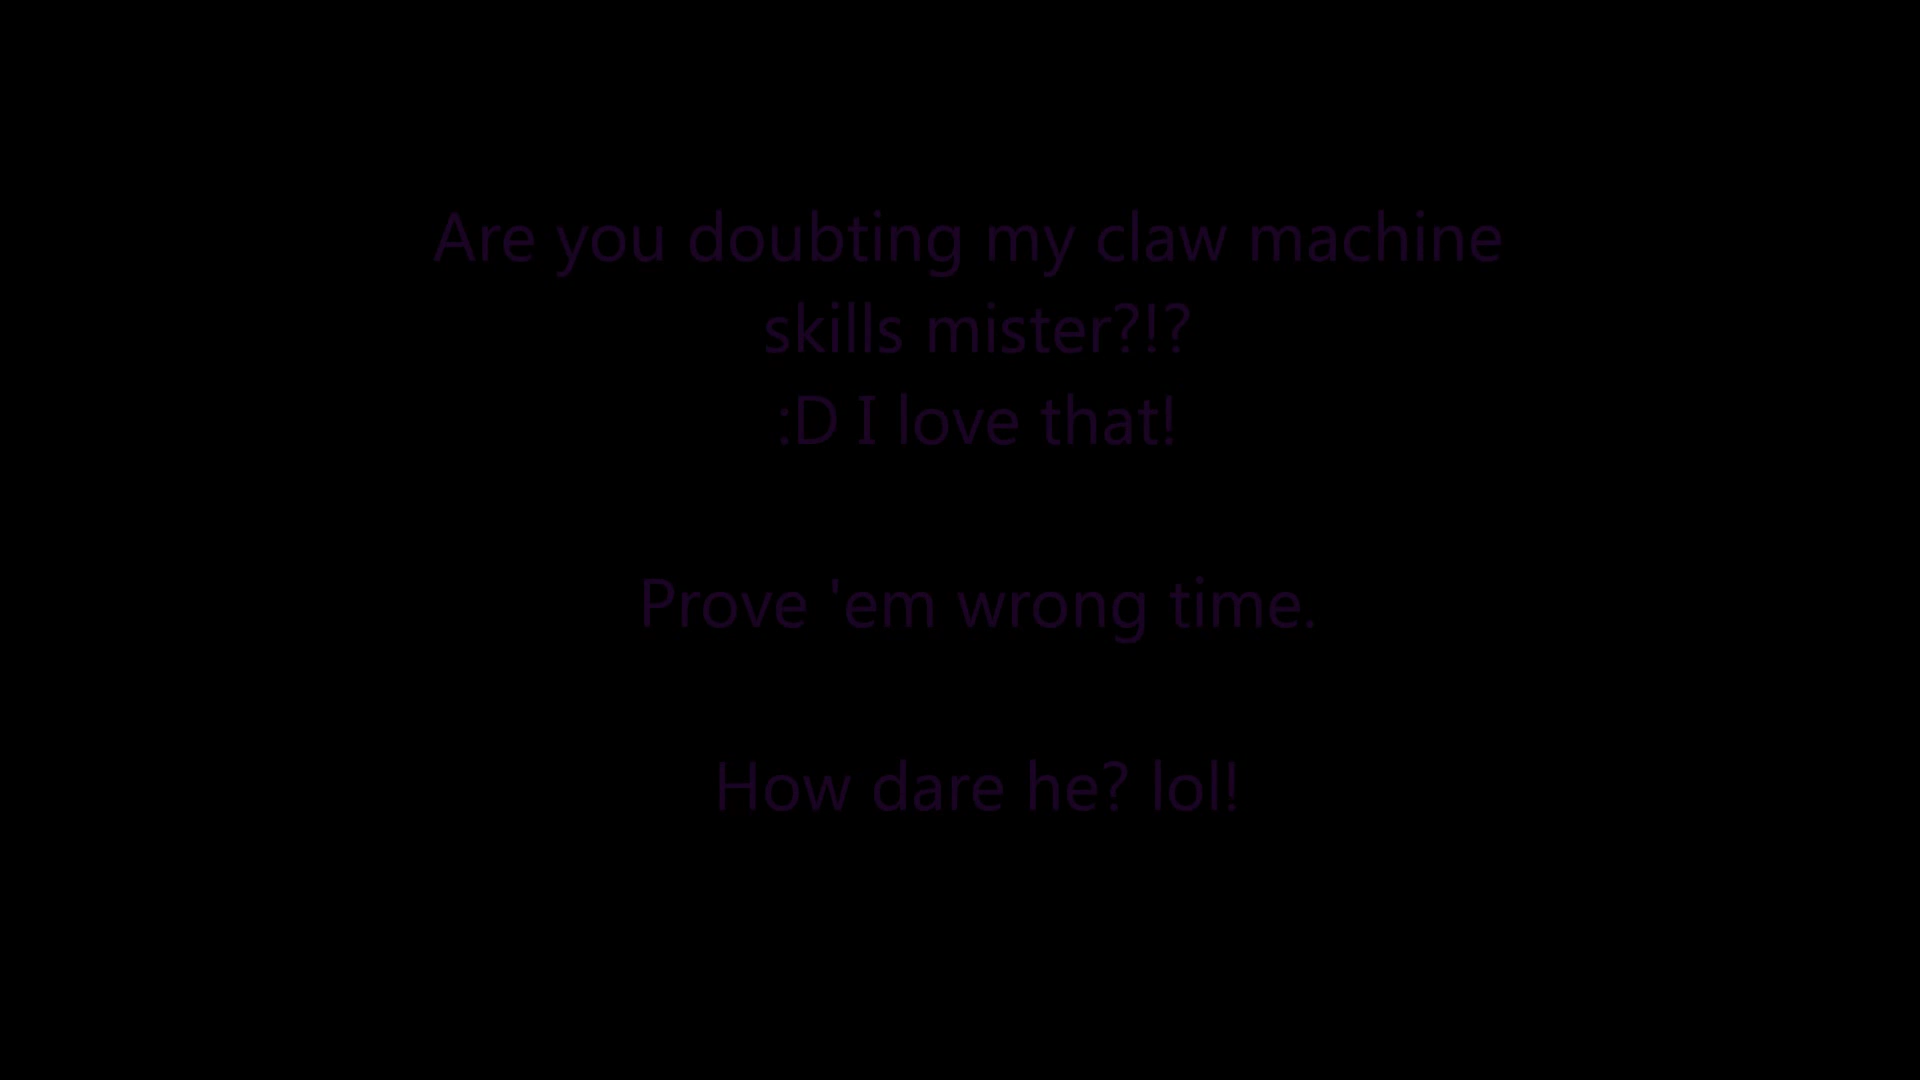 Are you doubting my claw machine
skills mister?!?
:D I love that!
Prove 'em wrong time.
How dare he? lol!